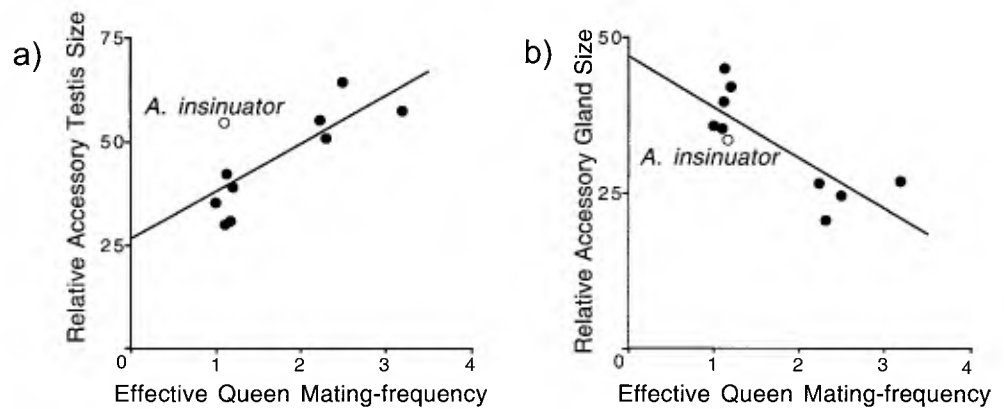 a)
Relative Accessory Testis Size
75
50
25
A. insinuator
0
1
2
3
4
Effective Queen Mating-frequency
b)
Relative Accessory Gland Size
50
25
A. insinuator
0
1
2
3
4
Effective Queen Mating-frequency